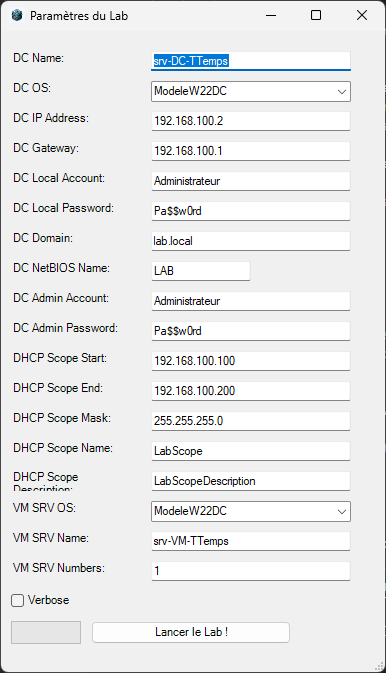 Paramètres du Lab
DC Name: srv-DC-TTemps
DC OS: ModeleW22DC
DC IP Address: 192.168.100.2
DC Gateway: 192.168.100.1
DC Local Account: Administrateur
DC Local Password: Pa$$w0rd
DC Domain: lab.local
DC NetBIOS Name: LAB
DC Admin Account: Administrateur
DC Admin Password: Pa$$w0rd
DHCP Scope Start: 192.168.100.100
DHCP Scope End: 192.168.100.200
DHCP Scope Mask: 255.255.255.0
DHCP Scope Name: LabScope
DHCP Scope LabScopeDescription
Description:
VM SRV OS: ModeleW22DC
VM SRV Name: srv-VM-TTemps
VM SRV Numbers: 1
Verbose
Lancer le Lab !